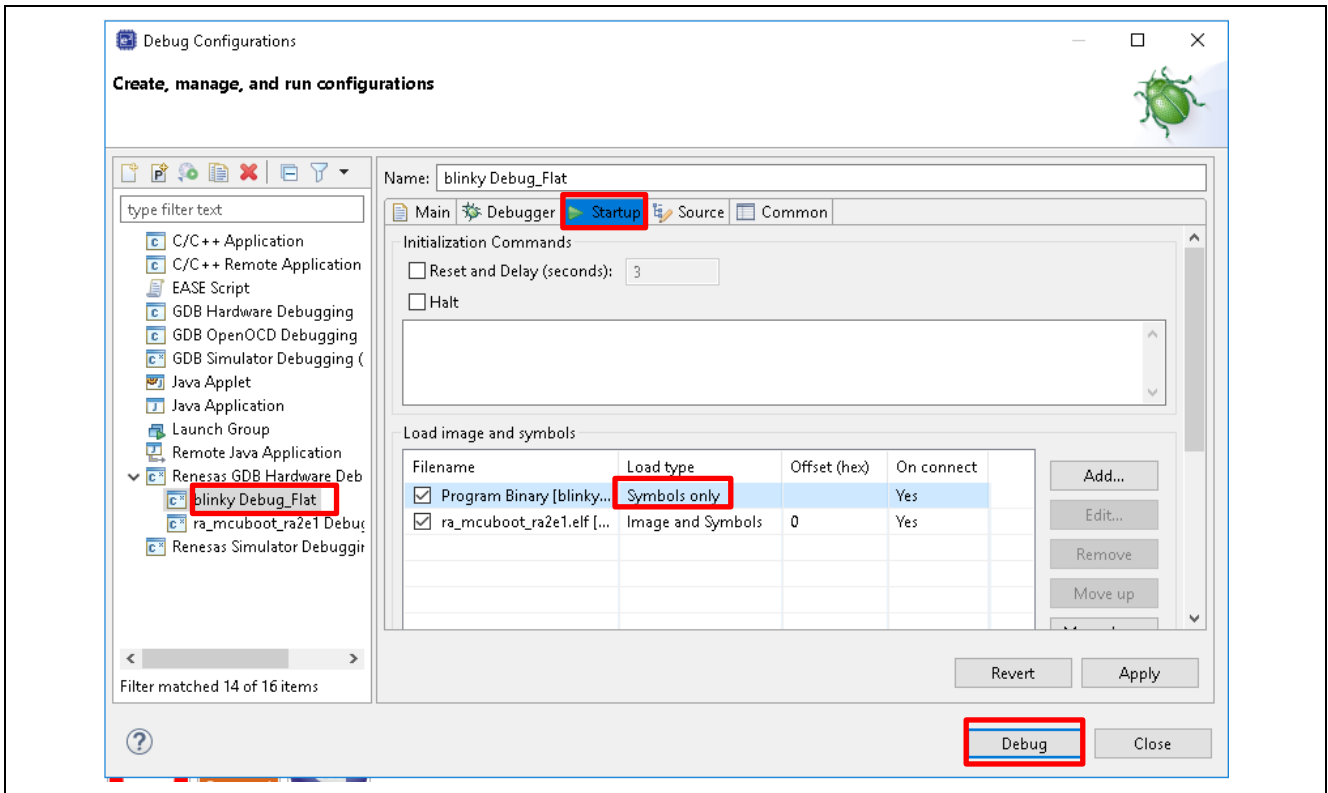 Debug Configurations
Create, manage, and run configurations
type filter text
C/C++ Application
C/C++ Remote Application
EASE Script
GDB Hardware Debugging
GDB OpenOCD Debugging
GDB Simulator Debugging (
Java Applet
Java Application
Launch Group
Remote Java Application
Renesas GDB Hardware Deb
blinky Debug_Flat
ra_mcuboot_ra2e1 Debug
Renesas Simulator Debuggin
Filter matched 14 of 16 items
Name: blinky Debug_Flat
Main Debugger Startup Source Common
Initialization Commands
Reset and Delay (seconds): 3
Halt
Load image and symbols
Filename Load type Offset (hex) On connect
Program Binary [blinky... Symbols only Yes
ra_mcuboot_ra2e1.elf [... Image and Symbols 0 Yes
Add...
Edit...
Remove
Move up
Revert Apply
? Debug Close